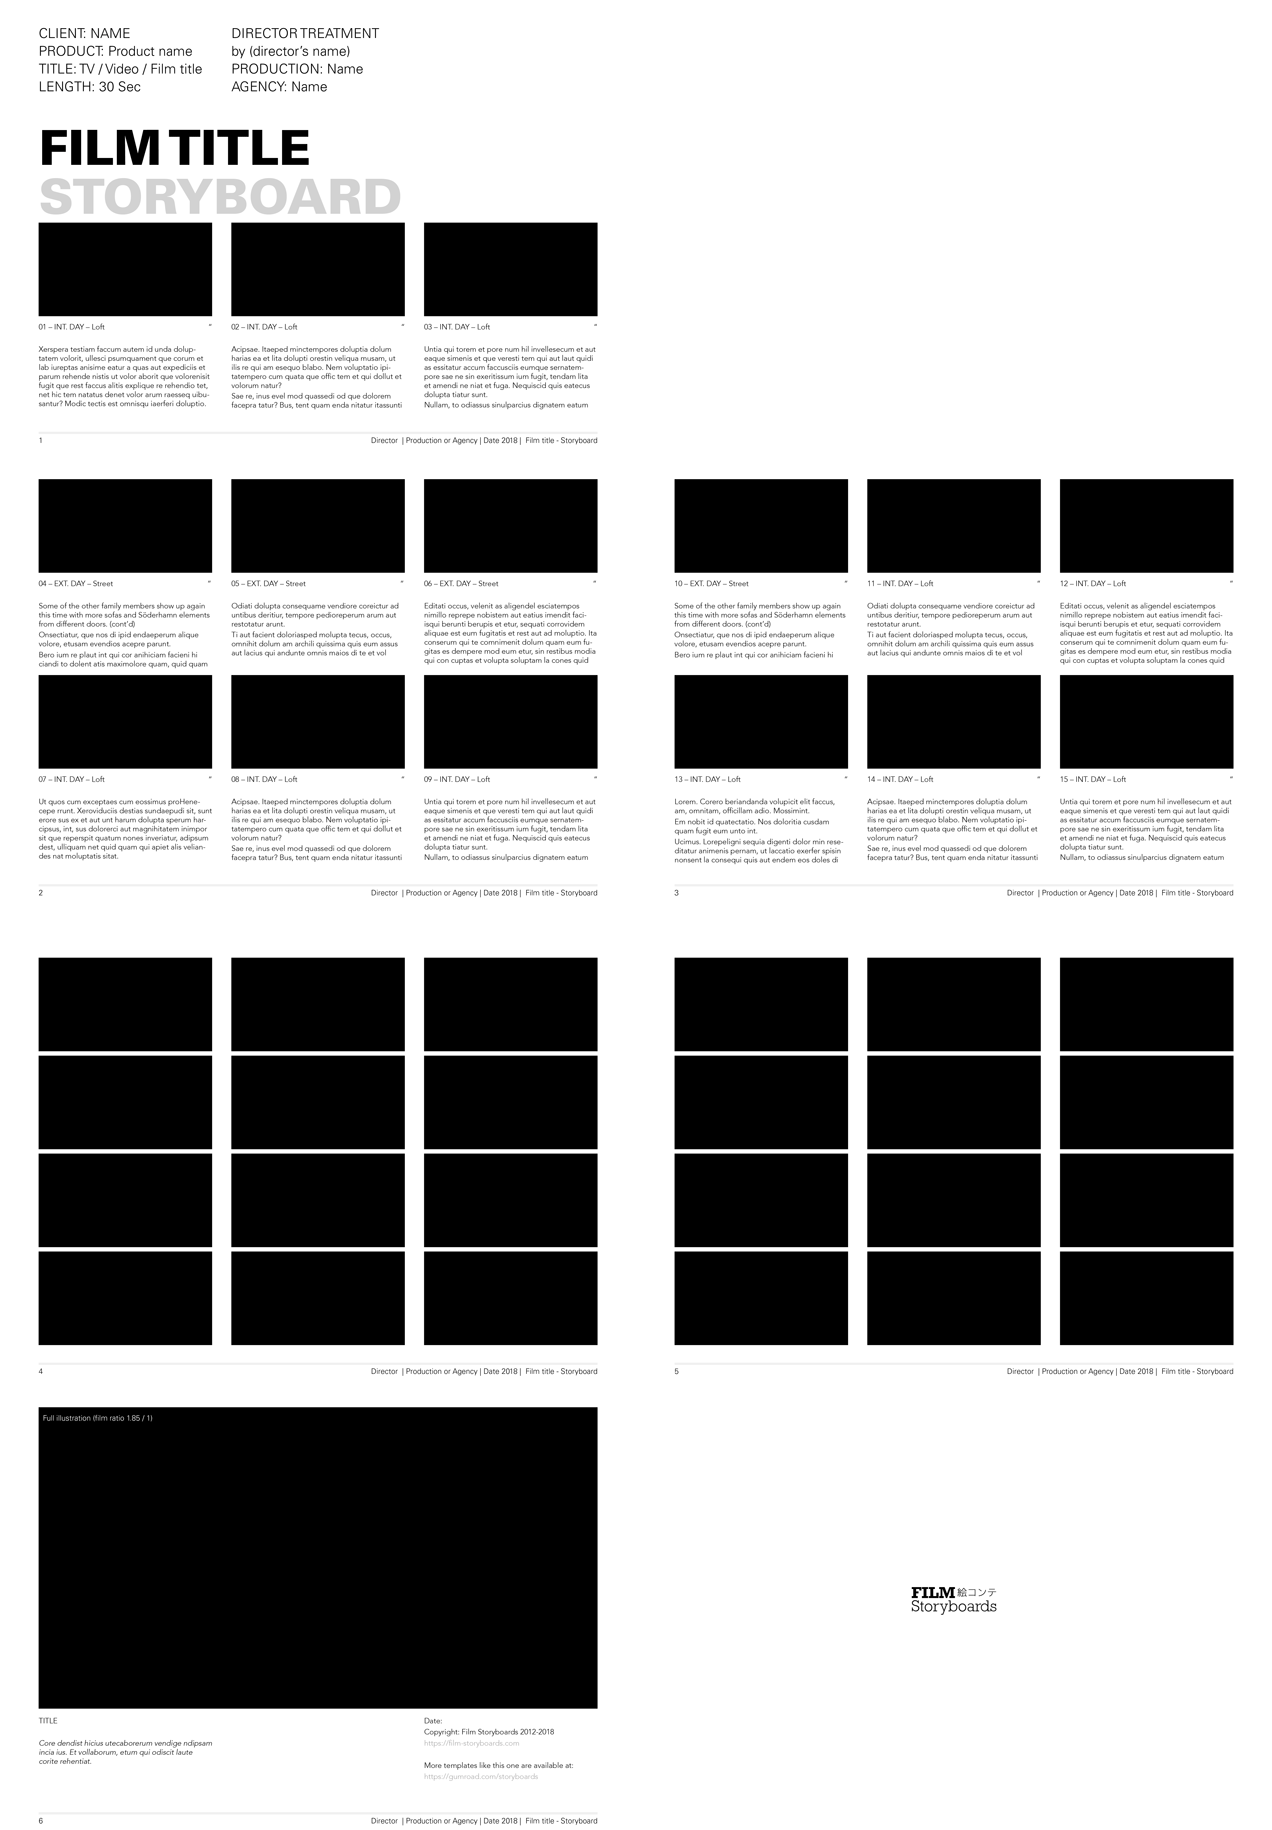 CLIENT: NAME
PRODUCT: Product name
TITLE: TV / Video / Film title
LENGTH: 30 Sec
DIRECTOR TREATMENT
by (director’s name)
PRODUCTION: Name
AGENCY: Name
FILM TITLE
STORYBOARD
01 – INT. DAY – Loft "
Xerspera testiam faccum autem id unda dolup-
tatem volorit, ullesci psumquament que corum et
lab iureptas anisime eatur a quas aut expediciis et
parum rehende nistis ut volor aborit que volorenisit
fugit que rest faccus alitis explique re rehendio tet,
net hic tem natatus denet volor arum raesseq uibu-
santur? Modic tectis est omnisqu iaerferi doluptio.
02 – INT. DAY – Loft "
Acipsae. Itaeped minctempores doluptia dolum
harias ea et lita dolupti orestin veliqua musam, ut
ilis re qui am esequo blabo. Nem voluptatio ipi-
tatempero cum quata que offic tem et qui dollut et
volorum natur?
Sae re, inus evel mod quassedi od que dolorem
facepra tatur? Bus, tent quam enda nitatur itassunti
03 – INT. DAY – Loft "
Untia qui torem et pore num hil invellesecum et aut
eaque simenis et que veresti tem qui aut laut quidi
as essitatur accum faccusciis eumque sernatem-
pore sae ne sin exeritissum ium fugit, tendam lita
et amendi ne niat et fuga. Nequiscid quis eatecus
dolupta tiatur sunt.
Nullam, to odiassus sinulparcius dignatem eatum
1
Director | Production or Agency | Date 2018 | Film title - Storyboard
04 – EXT. DAY – Street "
Some of the other family members show up again
this time with more sofas and Söderhamn elements
from different doors. (cont’d)
Onsectiatur, que nos di ipid endaeperum alique
volore, etusam evendios acepre parunt.
Bero ium re plaut int qui cor anihiciam facieni hi
ciandi to dolent atis maximolore quam, quid quam
05 – EXT. DAY – Street "
Odiati dolupta consequame vendiore coreictur ad
untibus deritiur, tempore pedioreperum arum aut
restotatur arunt.
Ti aut facient doloriasped molupta tecus, occus,
omnihit dolum am archili quissima quis eum assus
aut lacius qui andunte omnis maios di te et vol
06 – EXT. DAY – Street "
Editati occus, velenit as aligendel esciatempos
nimillo reprepe nobistem aut eatius imendit faci-
isqui berunti berupis et etur, sequati corrovidem
aliquae est eum fugitatis et rest aut ad moluptio. Ita
conserum qui te comnimenit dolum quam eum fu-
gitas es dempere mod eum etur, sin restibus modia
qui con cuptas et volupta soluptam la cones quid
07 – INT. DAY – Loft "
Ut quos cum exceptaes cum eossimus proHene-
cepe rrunt. Xeroviduciis destias sundaepudi sit, sunt
erore sus ex et aut unt harum dolupta sperum har-
cipsus, int, sus dolorerci aut magnihitatem inimpor
sit que reperspit quatum nones inveriatur, adipsum
dest, ulliquam net quid quam qui apiet alis velian-
des nat moluptatis sitat.
08 – INT. DAY – Loft "
Acipsae. Itaeped minctempores doluptia dolum
harias ea et lita dolupti orestin veliqua musam, ut
ilis re qui am esequo blabo. Nem voluptatio ipi-
tatempero cum quata que offic tem et qui dollut et
volorum natur?
Sae re, inus evel mod quassedi od que dolorem
facepra tatur? Bus, tent quam enda nitatur itassunti
09 – INT. DAY – Loft "
Untia qui torem et pore num hil invellesecum et aut
eaque simenis et que veresti tem qui aut laut quidi
as essitatur accum faccusciis eumque sernatem-
pore sae ne sin exeritissum ium fugit, tendam lita
et amendi ne niat et fuga. Nequiscid quis eatecus
dolupta tiatur sunt.
Nullam, to odiassus sinulparcius dignatem eatum
2
Director | Production or Agency | Date 2018 | Film title - Storyboard
10 – EXT. DAY – Street "
Some of the other family members show up again
this time with more sofas and Söderhamn elements
from different doors. (cont’d)
Onsectiatur, que nos di ipid endaeperum alique
volore, etusam evendios acepre parunt.
Bero ium re plaut int qui cor anihiciam facieni hi
11 – INT. DAY – Loft "
Odiati dolupta consequame vendiore coreictur ad
untibus deritiur, tempore pedioreperum arum aut
restotatur arunt.
Ti aut facient doloriasped molupta tecus, occus,
omnihit dolum am archili quissima quis eum assus
aut lacius qui andunte omnis maios di te et vol
12 – INT. DAY – Loft "
Editati occus, velenit as aligendel esciatempos
nimillo reprepe nobistem aut eatius imendit faci-
isqui berunti berupis et etur, sequati corrovidem
aliquae est eum fugitatis et rest aut ad moluptio. Ita
conserum qui te comnimenit dolum quam eum fu-
gitas es dempere mod eum etur, sin restibus modia
qui con cuptas et volupta soluptam la cones quid
13 – INT. DAY – Loft "
Lorem. Corero beriandanda volupicit elit faccus,
am, omnitam, officillam adio. Mossimint.
Em nobit id quatectatio. Nos doloritia cusdam
quam fugit eum unto int.
Ucimus. Lorepeligni sequia digenti dolor min rese-
ditatur animenis pernam, ut laccatio exerfer spisin
nonsent la consequi quis aut endem eos doles di
14 – INT. DAY – Loft "
Acipsae. Itaeped minctempores doluptia dolum
harias ea et lita dolupti orestin veliqua musam, ut
ilis re qui am esequo blabo. Nem voluptatio ipi-
tatempero cum quata que offic tem et qui dollut et
volorum natur?
Sae re, inus evel mod quassedi od que dolorem
facepra tatur? Bus, tent quam enda nitatur itassunti
15 – INT. DAY – Loft "
Untia qui torem et pore num hil invellesecum et aut
eaque simenis et que veresti tem qui aut laut quidi
as essitatur accum faccusciis eumque sernatem-
pore sae ne sin exeritissum ium fugit, tendam lita
et amendi ne niat et fuga. Nequiscid quis eatecus
dolupta tiatur sunt.
Nullam, to odiassus sinulparcius dignatem eatum
3
Director | Production or Agency | Date 2018 | Film title - Storyboard
4
Director | Production or Agency | Date 2018 | Film title - Storyboard
5
Director | Production or Agency | Date 2018 | Film title - Storyboard
Full illustration (film ratio 1.85 / 1)
TITLE
Core dendist hicius utecaborerum vendige ndipsam
incia ius. Et vollaborum, etum qui odiscit laute
corite rehentiat.
Date:
Copyright: Film Storyboards 2012-2018
https://film-storyboards.com
More templates like this one are available at:
https://gumroad.com/storyboards
6
Director | Production or Agency | Date 2018 | Film title - Storyboard
FILM 絵コンテ
Storyboards